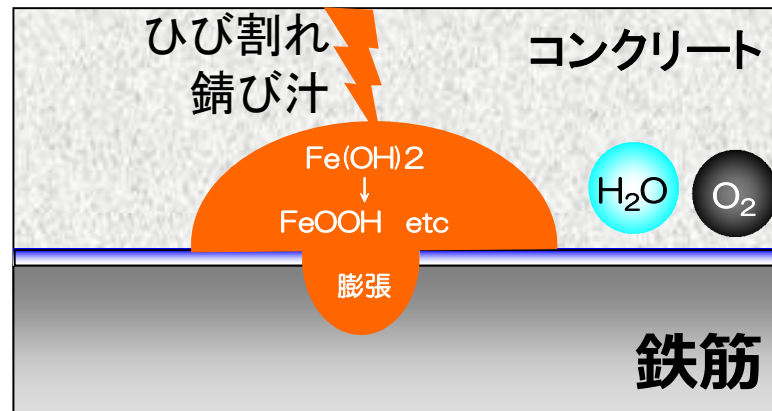 ひび割れ
錆び汁
コンクリート
Fe(OH)2
↓
FeOOH etc
H₂O
O₂
膨張
鉄筋